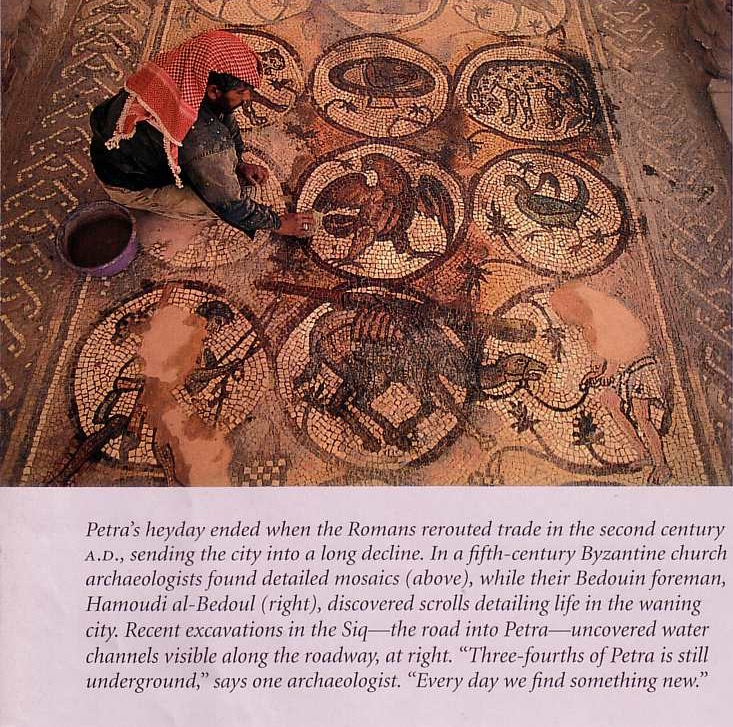 Petra's heyday ended when the Romans rerouted trade in the second century
A.D., sending the city into a long decline. In a fifth-century Byzantine church
archaeologists found detailed mosaics (above), while their Bedouin foreman,
Hamoudi al-Bedoul (right), discovered scrolls detailing life in the waning
city. Recent excavations in the Siq—the road into Petra—uncovered water
channels visible along the roadway, at right. “Three-fourths of Petra is still
underground,” says one archaeologist. “Every day we find something new.”